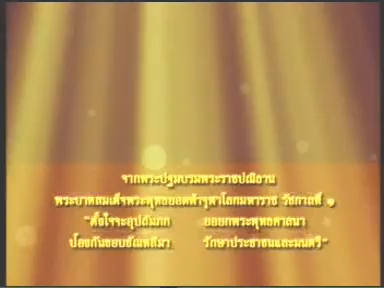 จากพระปฐมบรมพระราชปณิธาน
พระบาทสมเด็จพระพุทธยอดฟ้าจุฬาโลกมหาราช รัชกาลที่ ๑
"ตั้งใจจะอุปถัมภก ยอยกพระพุทธศาสนา
ป้องกันขอบขัณฑสีมา รักษาประชาชนและมนตรี"